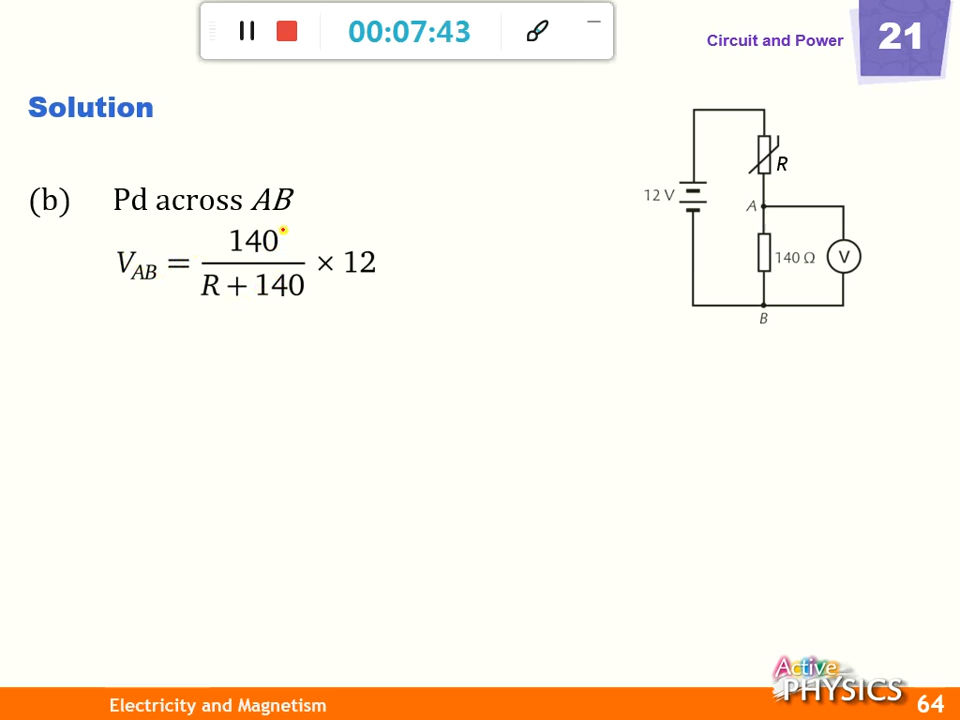 00:07:43
Circuit and Power 21
Solution
(b) Pd across AB
V_AB = 140 / (R + 140) × 12
R
12 V
A
140 Ω
V
B
Active
PHYSICS
Electricity and Magnetism
64